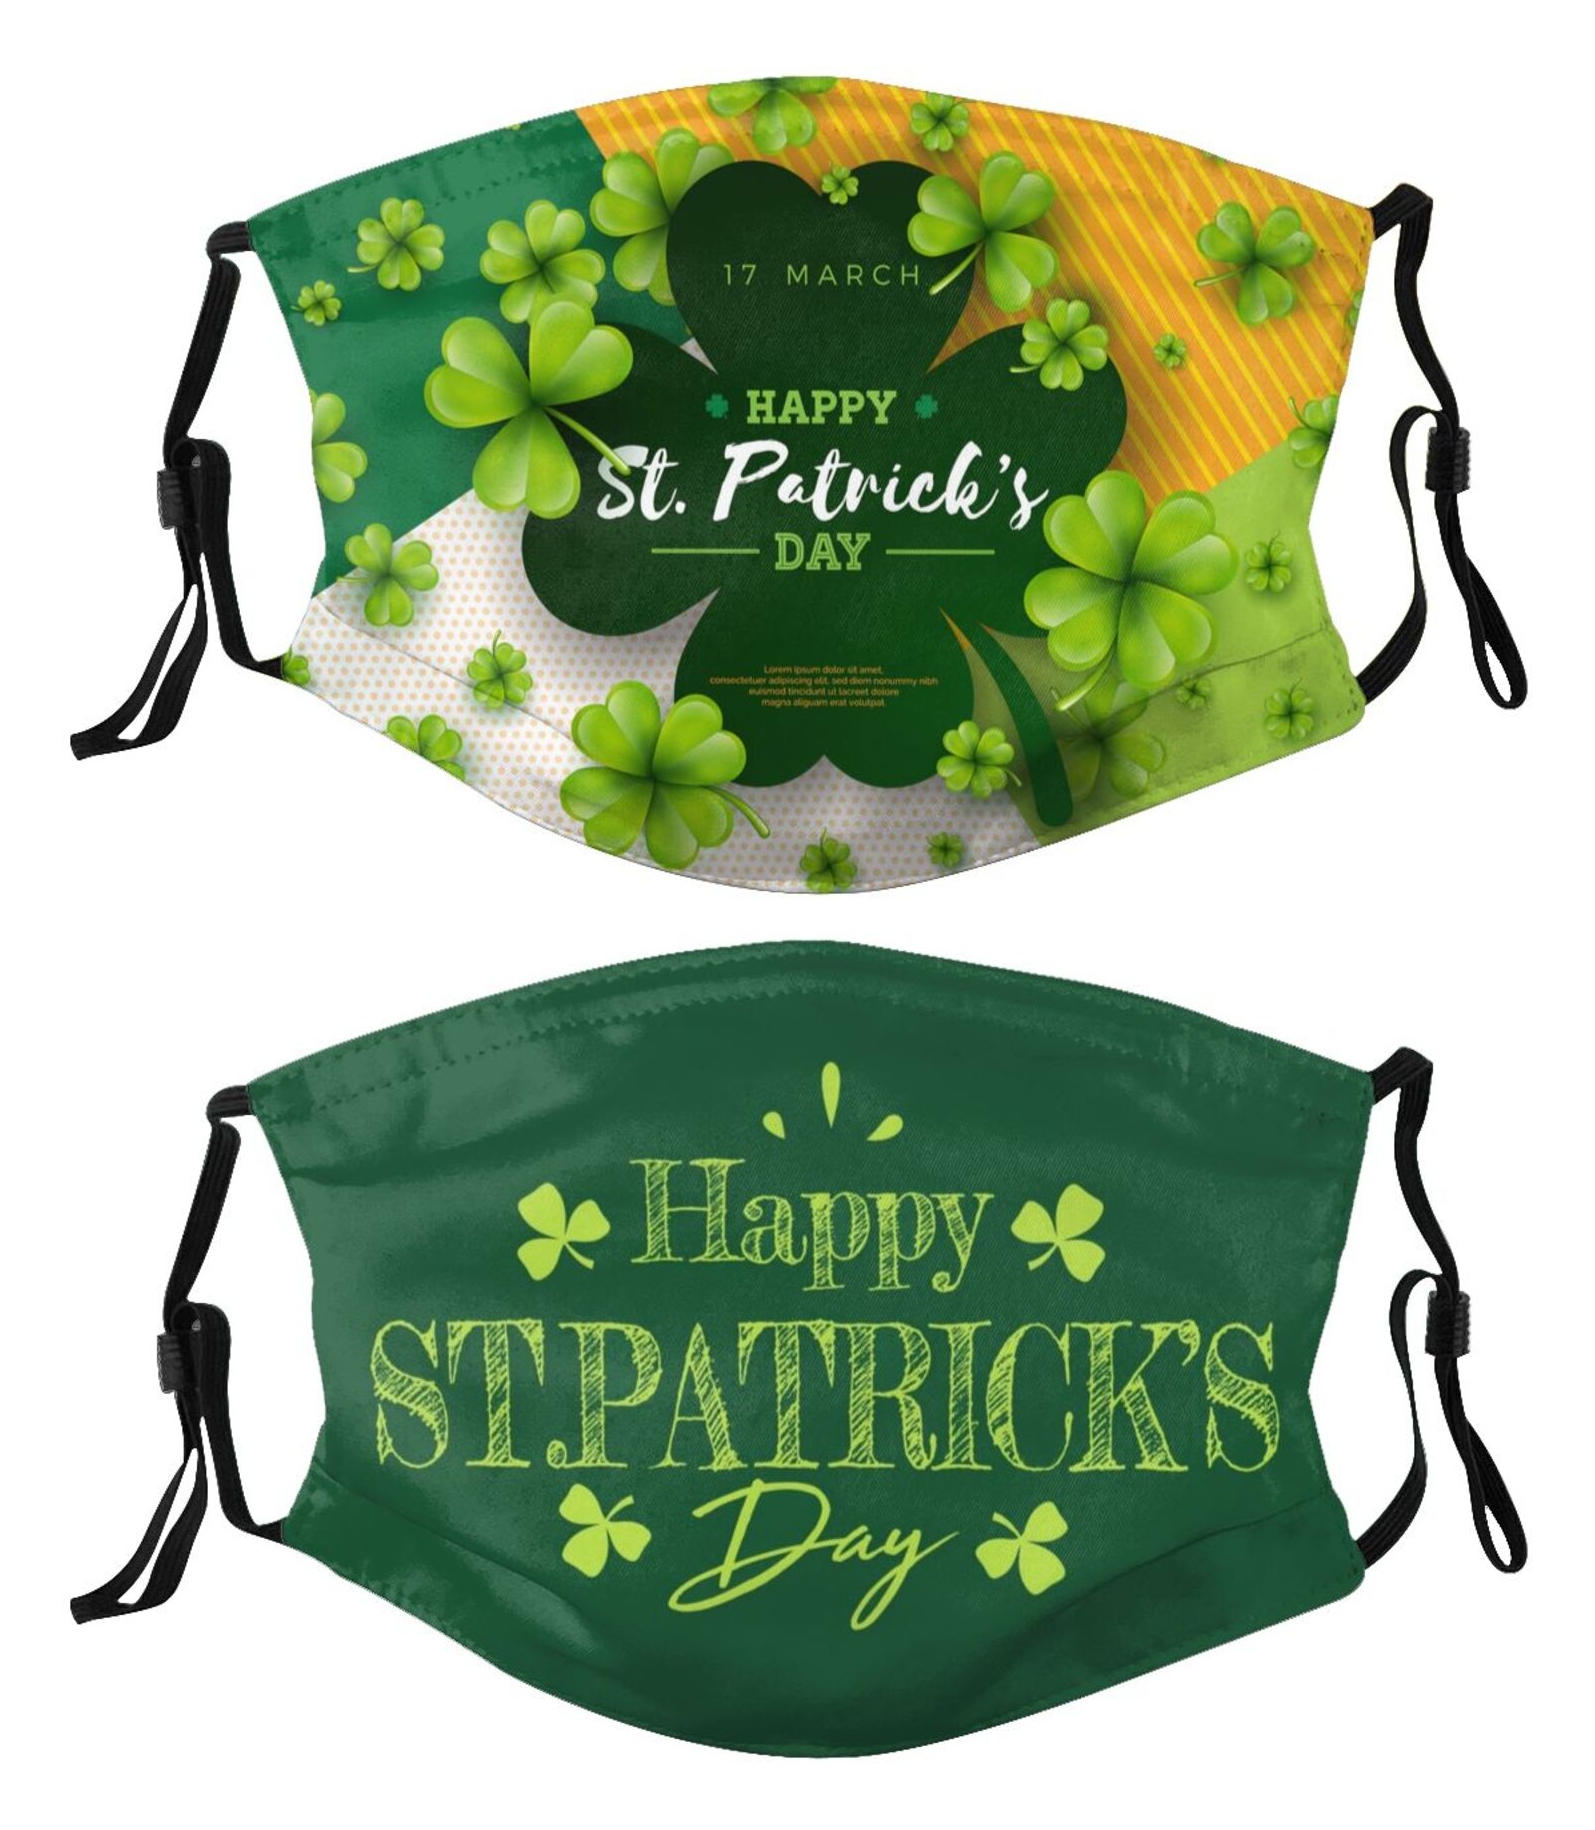 17 MARCH
HAPPY
St. Patrick's
DAY
Lorem ipsum dolor sit amet,
consectetuer adipiscing elit, sed diem nonummy nibh
euismod tincidunt ut lacreet dolore
magna aliguam erat volutpat.
Happy
ST.PATRICK'S
Day